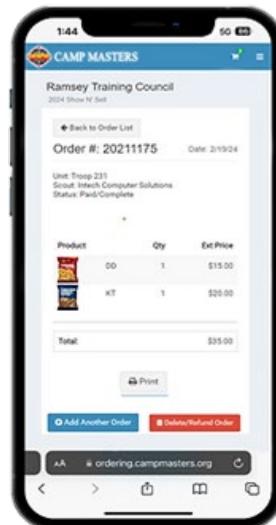 1:44 5G
CAMP MASTERS
Ramsey Training Council
2024 Show N' Sell
Back to Order List
Order #: 20211175 Date: 2/19/24
Unit: Troop 231
Scout: Intech Computer Solutions
Status: Paid/Complete
Product Qty Ext Price
DD 1 $15.00
KT 1 $20.00
Total: $35.00
Print
Add Another Order Delete/Refund Order
AA ordering.campmasters.org